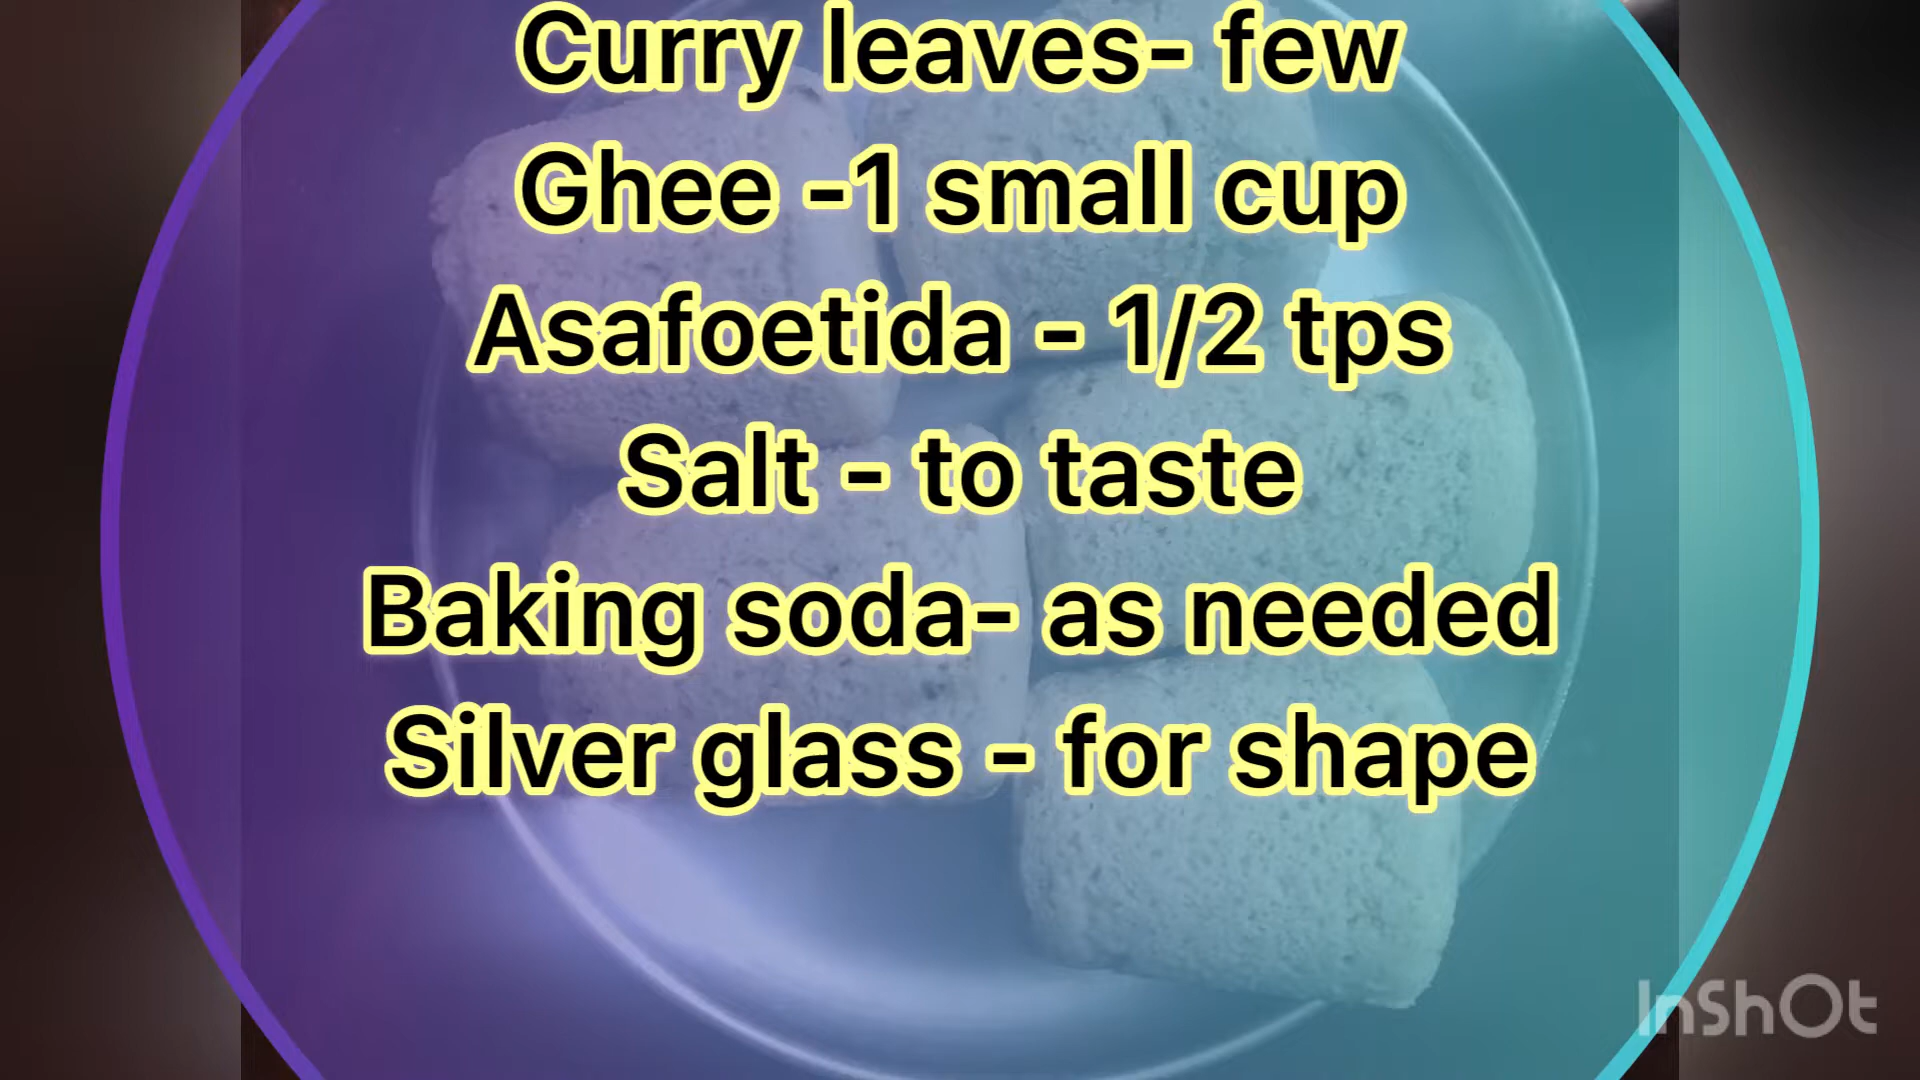 Curry leaves- few
Ghee -1 small cup
Asafoetida - 1/2 tps
Salt - to taste
Baking soda- as needed
Silver glass - for shape
InShOt